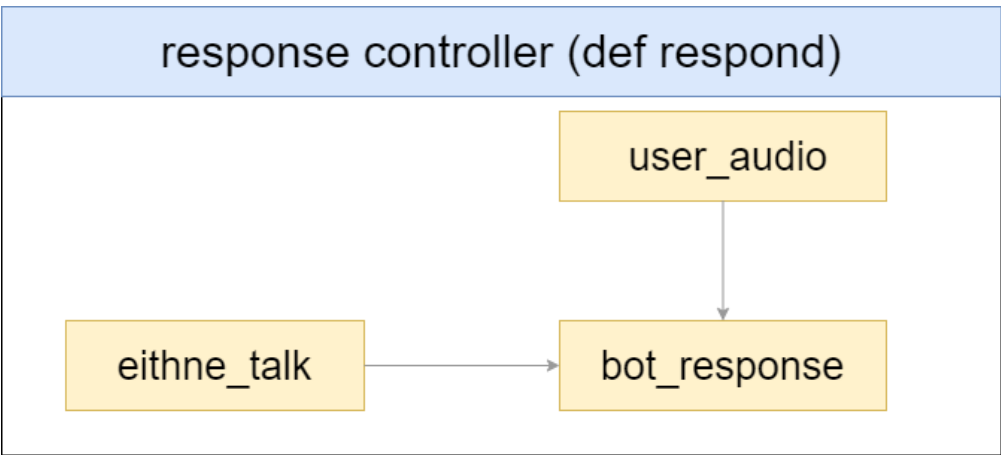 response controller (def respond)
user_audio
eithne_talk
bot_response